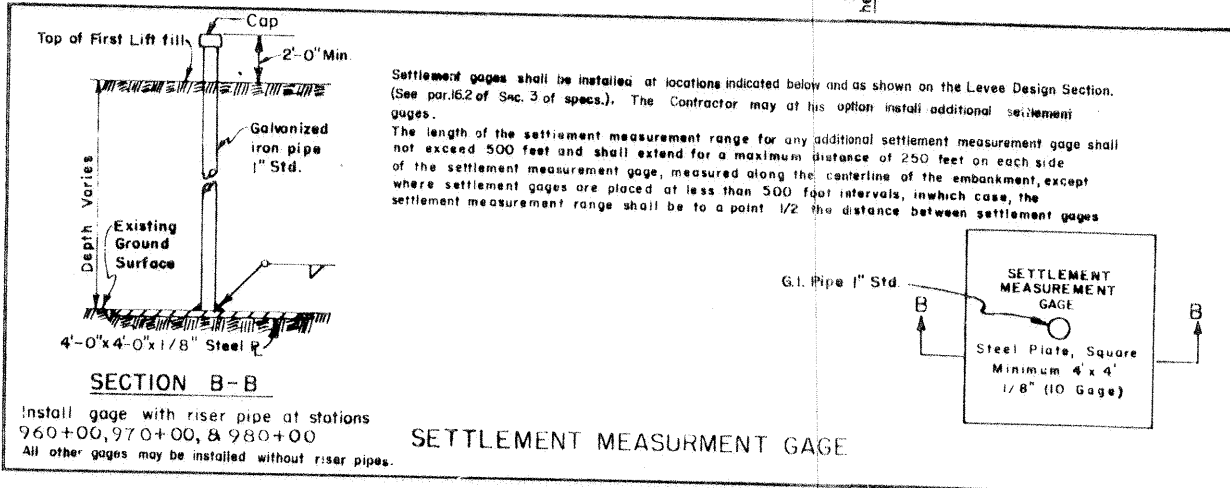 he
Cap
Top of First Lift fill
2'-0" Min.
Galvanized
iron pipe
1" Std.
Depth Varies
Existing
Ground
Surface
4'-0"x4'-0"x1/8" Steel PL
SECTION B-B
Install gage with riser pipe at stations
960+00, 970+00, & 980+00
All other gages may be installed without riser pipes.
Settlement gages shall be installed at locations indicated below and as shown on the Levee Design Section.
(See par.16.2 of Sec. 3 of specs.). The Contractor may at his option install additional settlement
gages.
The length of the settlement measurement range for any additional settlement measurement gage shall
not exceed 500 feet and shall extend for a maximum distance of 250 feet on each side
of the settlement measurement gage, measured along the centerline of the embankment, except
where settlement gages are placed at less than 500 foot intervals, inwhich case, the
settlement measurement range shall be to a point 1/2 the distance between settlement gages
G.I. Pipe 1" Std.
SETTLEMENT
MEASUREMENT
GAGE
B
B
Steel Plate, Square
Minimum 4' x 4'
1/8" (10 Gage)
SETTLEMENT MEASURMENT GAGE